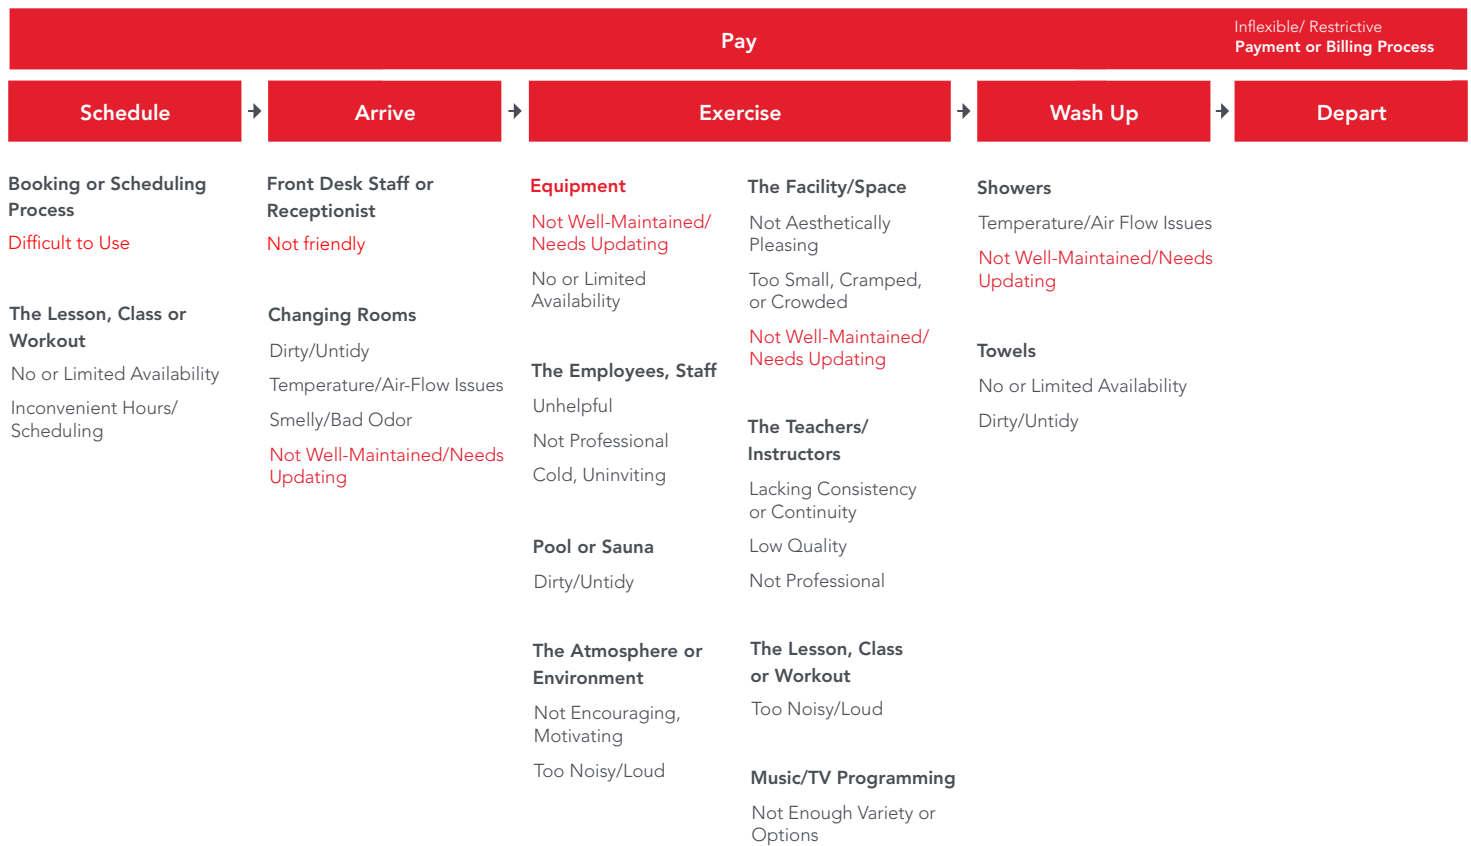 Pay
Inflexible/ Restrictive
Payment or Billing Process
Schedule
Arrive
Exercise
Wash Up
Depart
Booking or Scheduling
Process
Difficult to Use
The Lesson, Class or
Workout
No or Limited Availability
Inconvenient Hours/
Scheduling
Front Desk Staff or
Receptionist
Not friendly
Changing Rooms
Dirty/Untidy
Temperature/Air-Flow Issues
Smelly/Bad Odor
Not Well-Maintained/Needs
Updating
Equipment
Not Well-Maintained/
Needs Updating
No or Limited
Availability
The Employees, Staff
Unhelpful
Not Professional
Cold, Uninviting
Pool or Sauna
Dirty/Untidy
The Atmosphere or
Environment
Not Encouraging,
Motivating
Too Noisy/Loud
The Facility/Space
Not Aesthetically
Pleasing
Too Small, Cramped,
or Crowded
Not Well-Maintained/
Needs Updating
The Teachers/
Instructors
Lacking Consistency
or Continuity
Low Quality
Not Professional
The Lesson, Class
or Workout
Too Noisy/Loud
Music/TV Programming
Not Enough Variety or
Options
Showers
Temperature/Air Flow Issues
Not Well-Maintained/Needs
Updating
Towels
No or Limited Availability
Dirty/Untidy